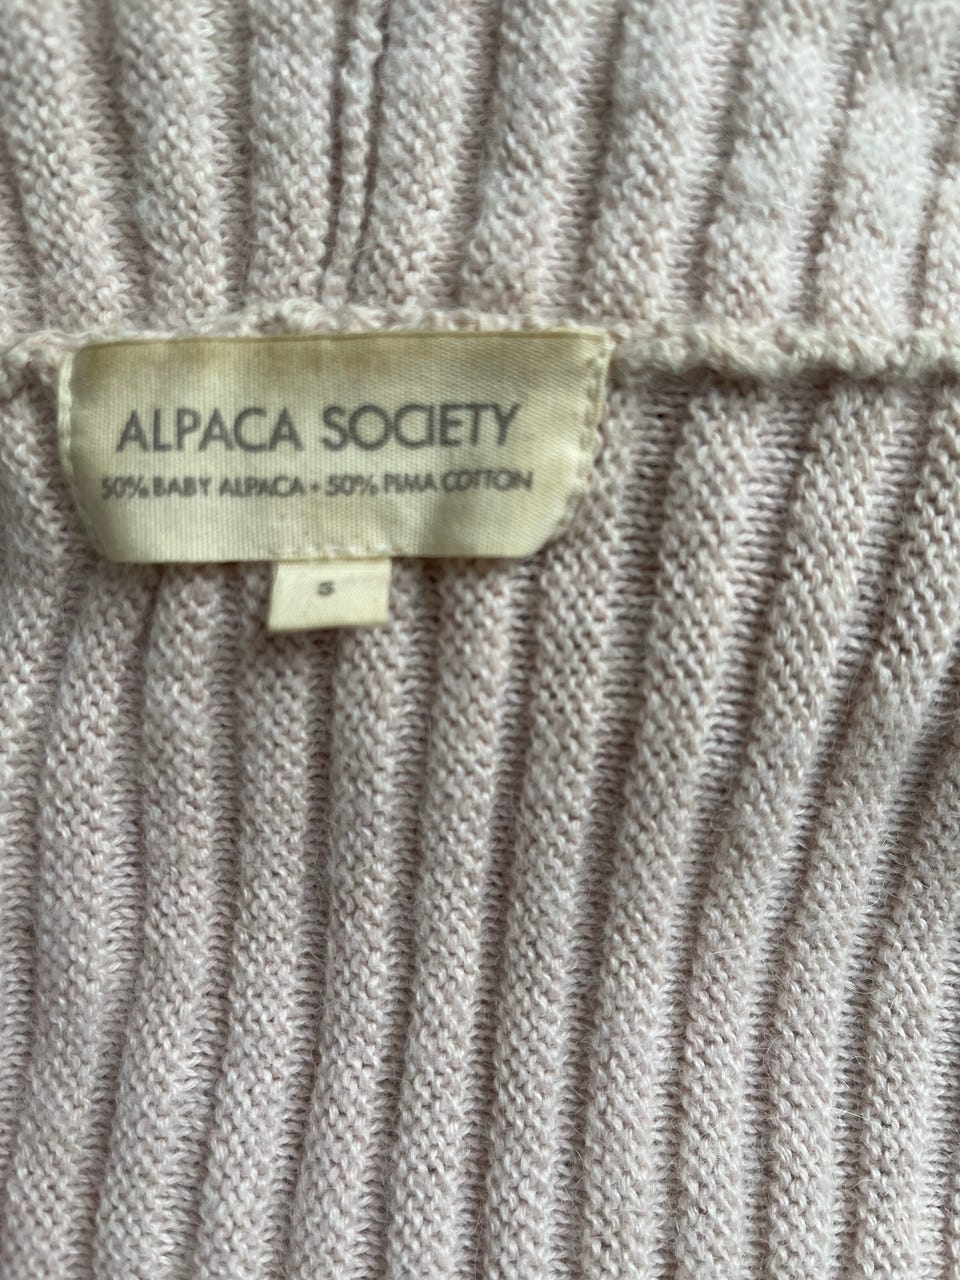 ALPACA SOCIETY
50% BABY ALPACA - 50% PIMA COTTON
S